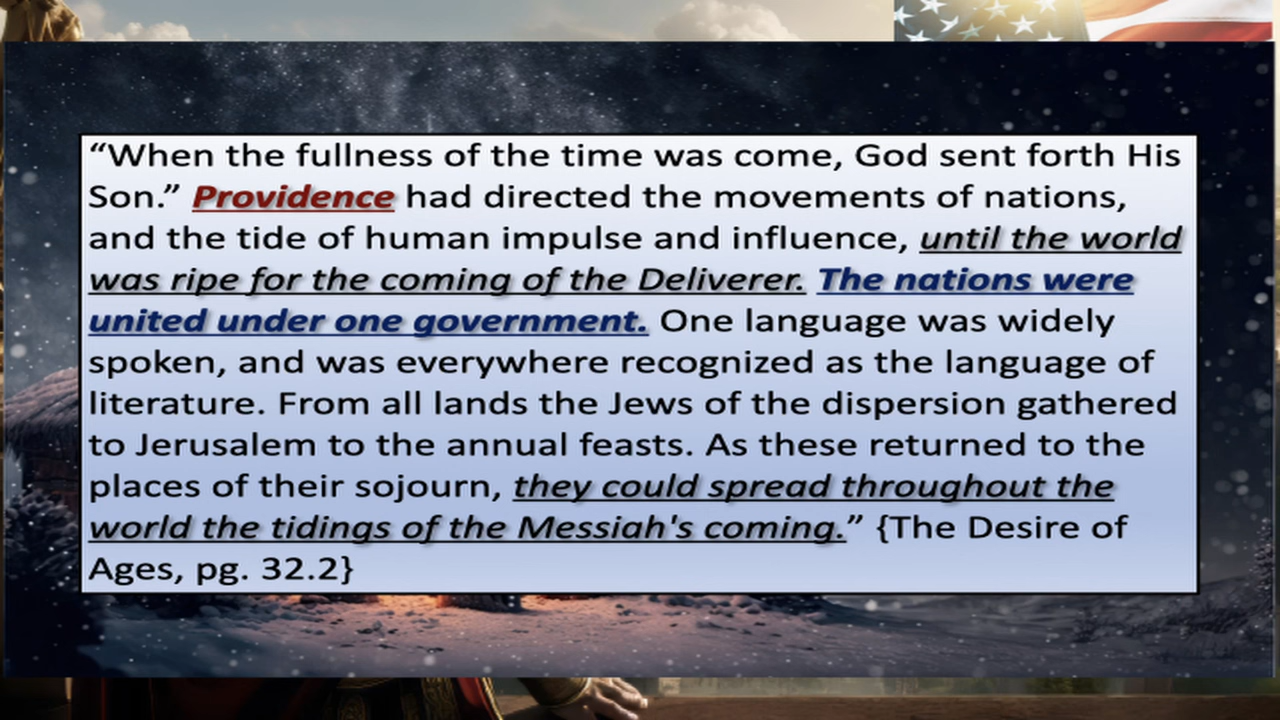 “When the fullness of the time was come, God sent forth His
Son.” Providence had directed the movements of nations,
and the tide of human impulse and influence, until the world
was ripe for the coming of the Deliverer. The nations were
united under one government. One language was widely
spoken, and was everywhere recognized as the language of
literature. From all lands the Jews of the dispersion gathered
to Jerusalem to the annual feasts. As these returned to the
places of their sojourn, they could spread throughout the
world the tidings of the Messiah's coming.” {The Desire of
Ages, pg. 32.2}